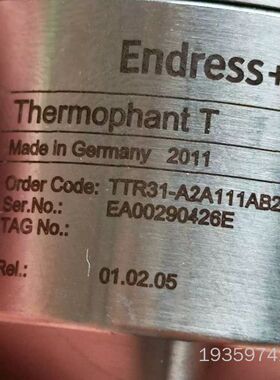 Endress+
Thermophant T
Made in Germany 2011
Order Code: TTR31-A2A111AB2
Ser.No.: EA00290426E
TAG No.:
Rel.: 01.02.05
19359741